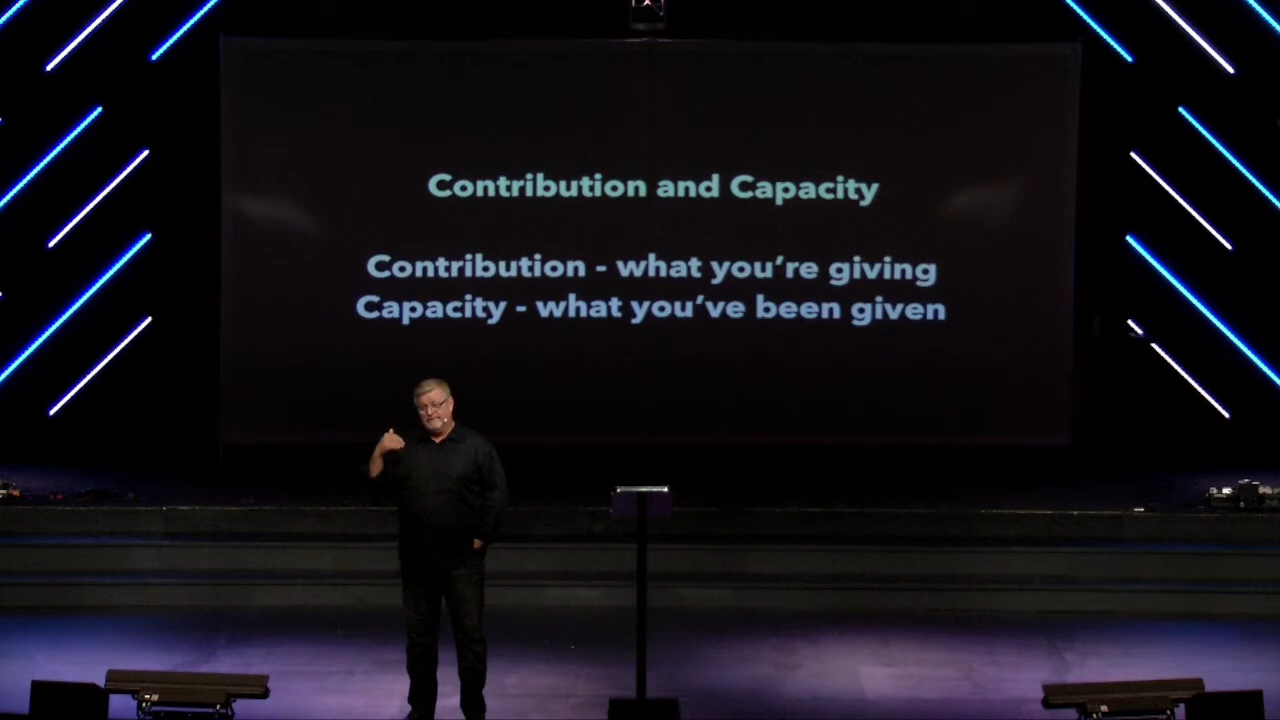 Contribution and Capacity
Contribution - what you’re giving
Capacity - what you’ve been given